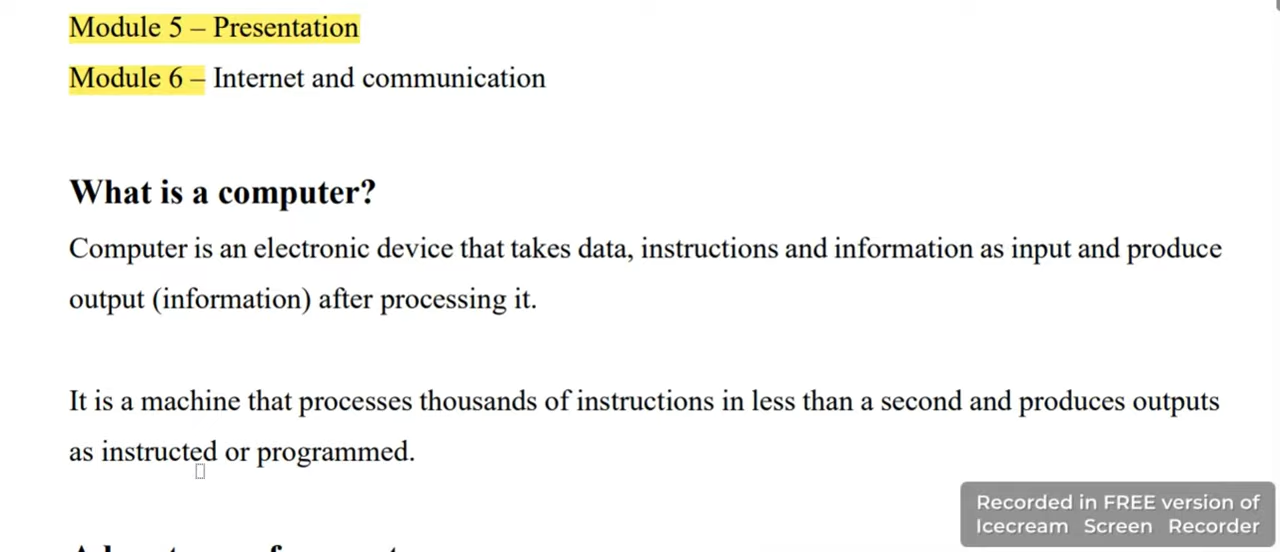 Module 5 – Presentation
Module 6 – Internet and communication
What is a computer?
Computer is an electronic device that takes data, instructions and information as input and produce
output (information) after processing it.
It is a machine that processes thousands of instructions in less than a second and produces outputs
as instructed or programmed.
Recorded in FREE version of
Icecream Screen Recorder